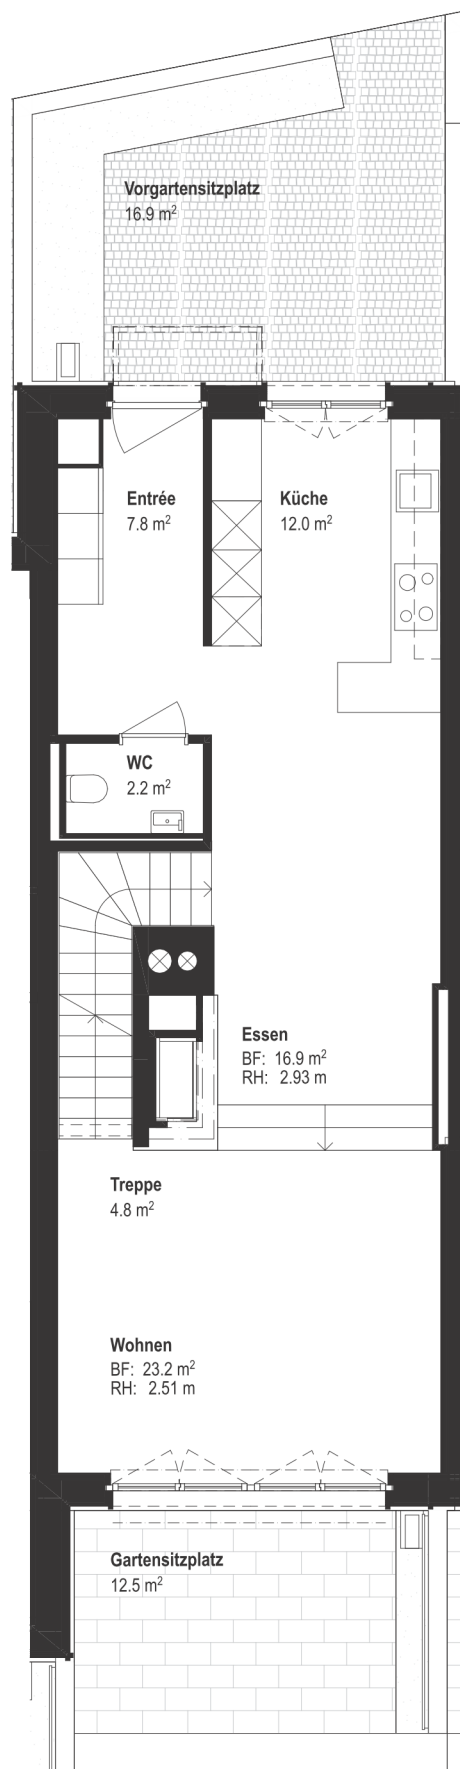 Vorgartensitzplatz
16.9 m²
Entrée
7.8 m²
Küche
12.0 m²
WC
2.2 m²
Essen
BF: 16.9 m²
RH: 2.93 m
Treppe
4.8 m²
Wohnen
BF: 23.2 m²
RH: 2.51 m
Gartensitzplatz
12.5 m²